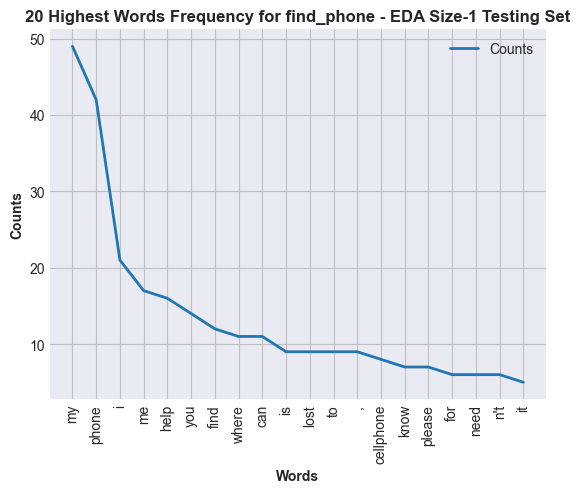 20 Highest Words Frequency for find_phone - EDA Size-1 Testing Set
Counts
50
40
30
20
10
Counts
my
phone
i
me
help
you
find
where
can
is
lost
to
,
cellphone
know
please
for
need
n't
it
Words